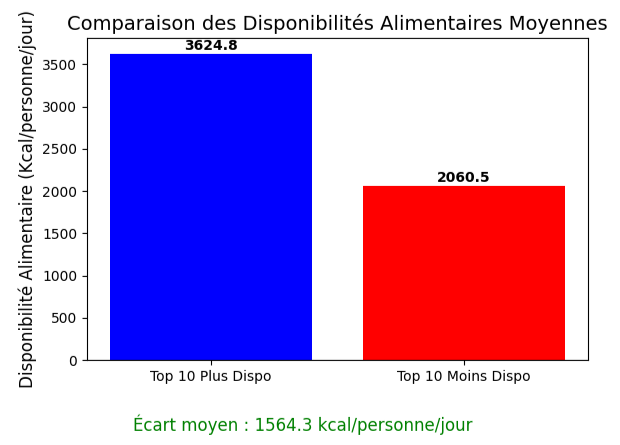 Comparaison des Disponibilités Alimentaires Moyennes
Disponibilité Alimentaire (Kcal/personne/jour)
3500
3000
2500
2000
1500
1000
500
0
3624.8
2060.5
Top 10 Plus Dispo
Top 10 Moins Dispo
Écart moyen : 1564.3 kcal/personne/jour